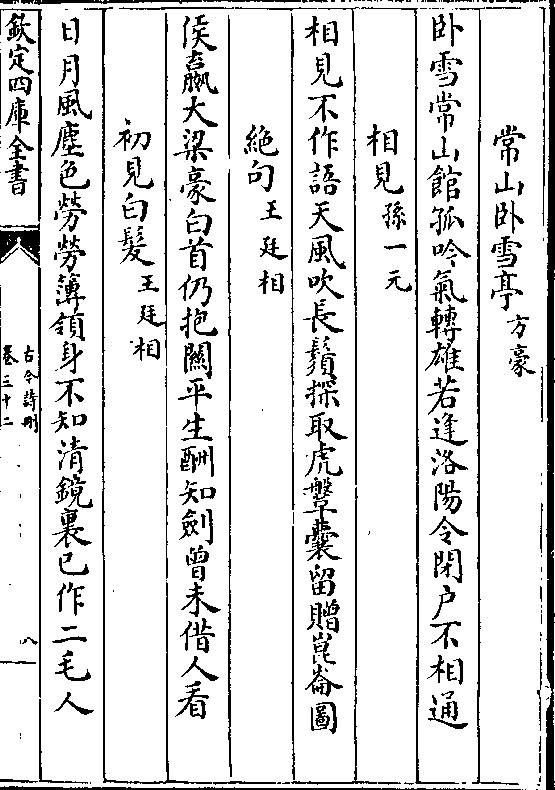 常山卧雪亭方豪
卧雪常山館孤吟氣轉雄若逢洛陽令閉户不相通
相見孫一元
相見不作語天風吹長鬚探取虎鞶囊留贈崑崙圖
絶句王廷相
侯嬴大梁豪白首仍抱關平生酬知劍曾未借人看
初見白髮王廷相
日月風塵色勞勞簿領身不知清鏡裏已作二毛人
欽定四庫全書
古今詩刪
卷三十二
八